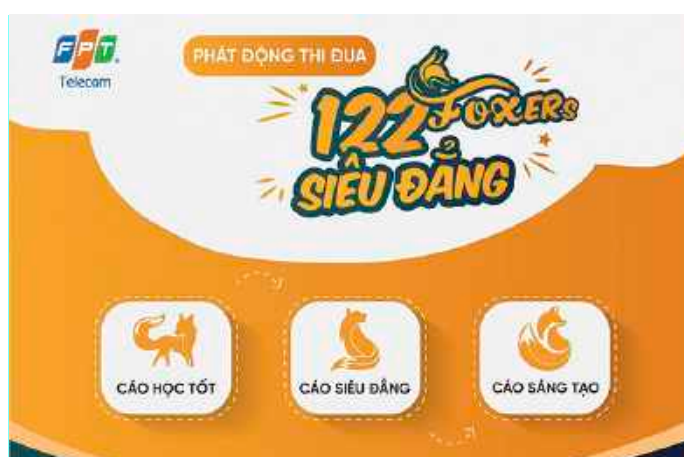 FPT
Telecom
PHÁT ĐỘNG THI ĐUA
122 FOXERs
SIÊU ĐẲNG
CÁO HỌC TỐT
CÁO SIÊU ĐẲNG
CÁO SÁNG TẠO